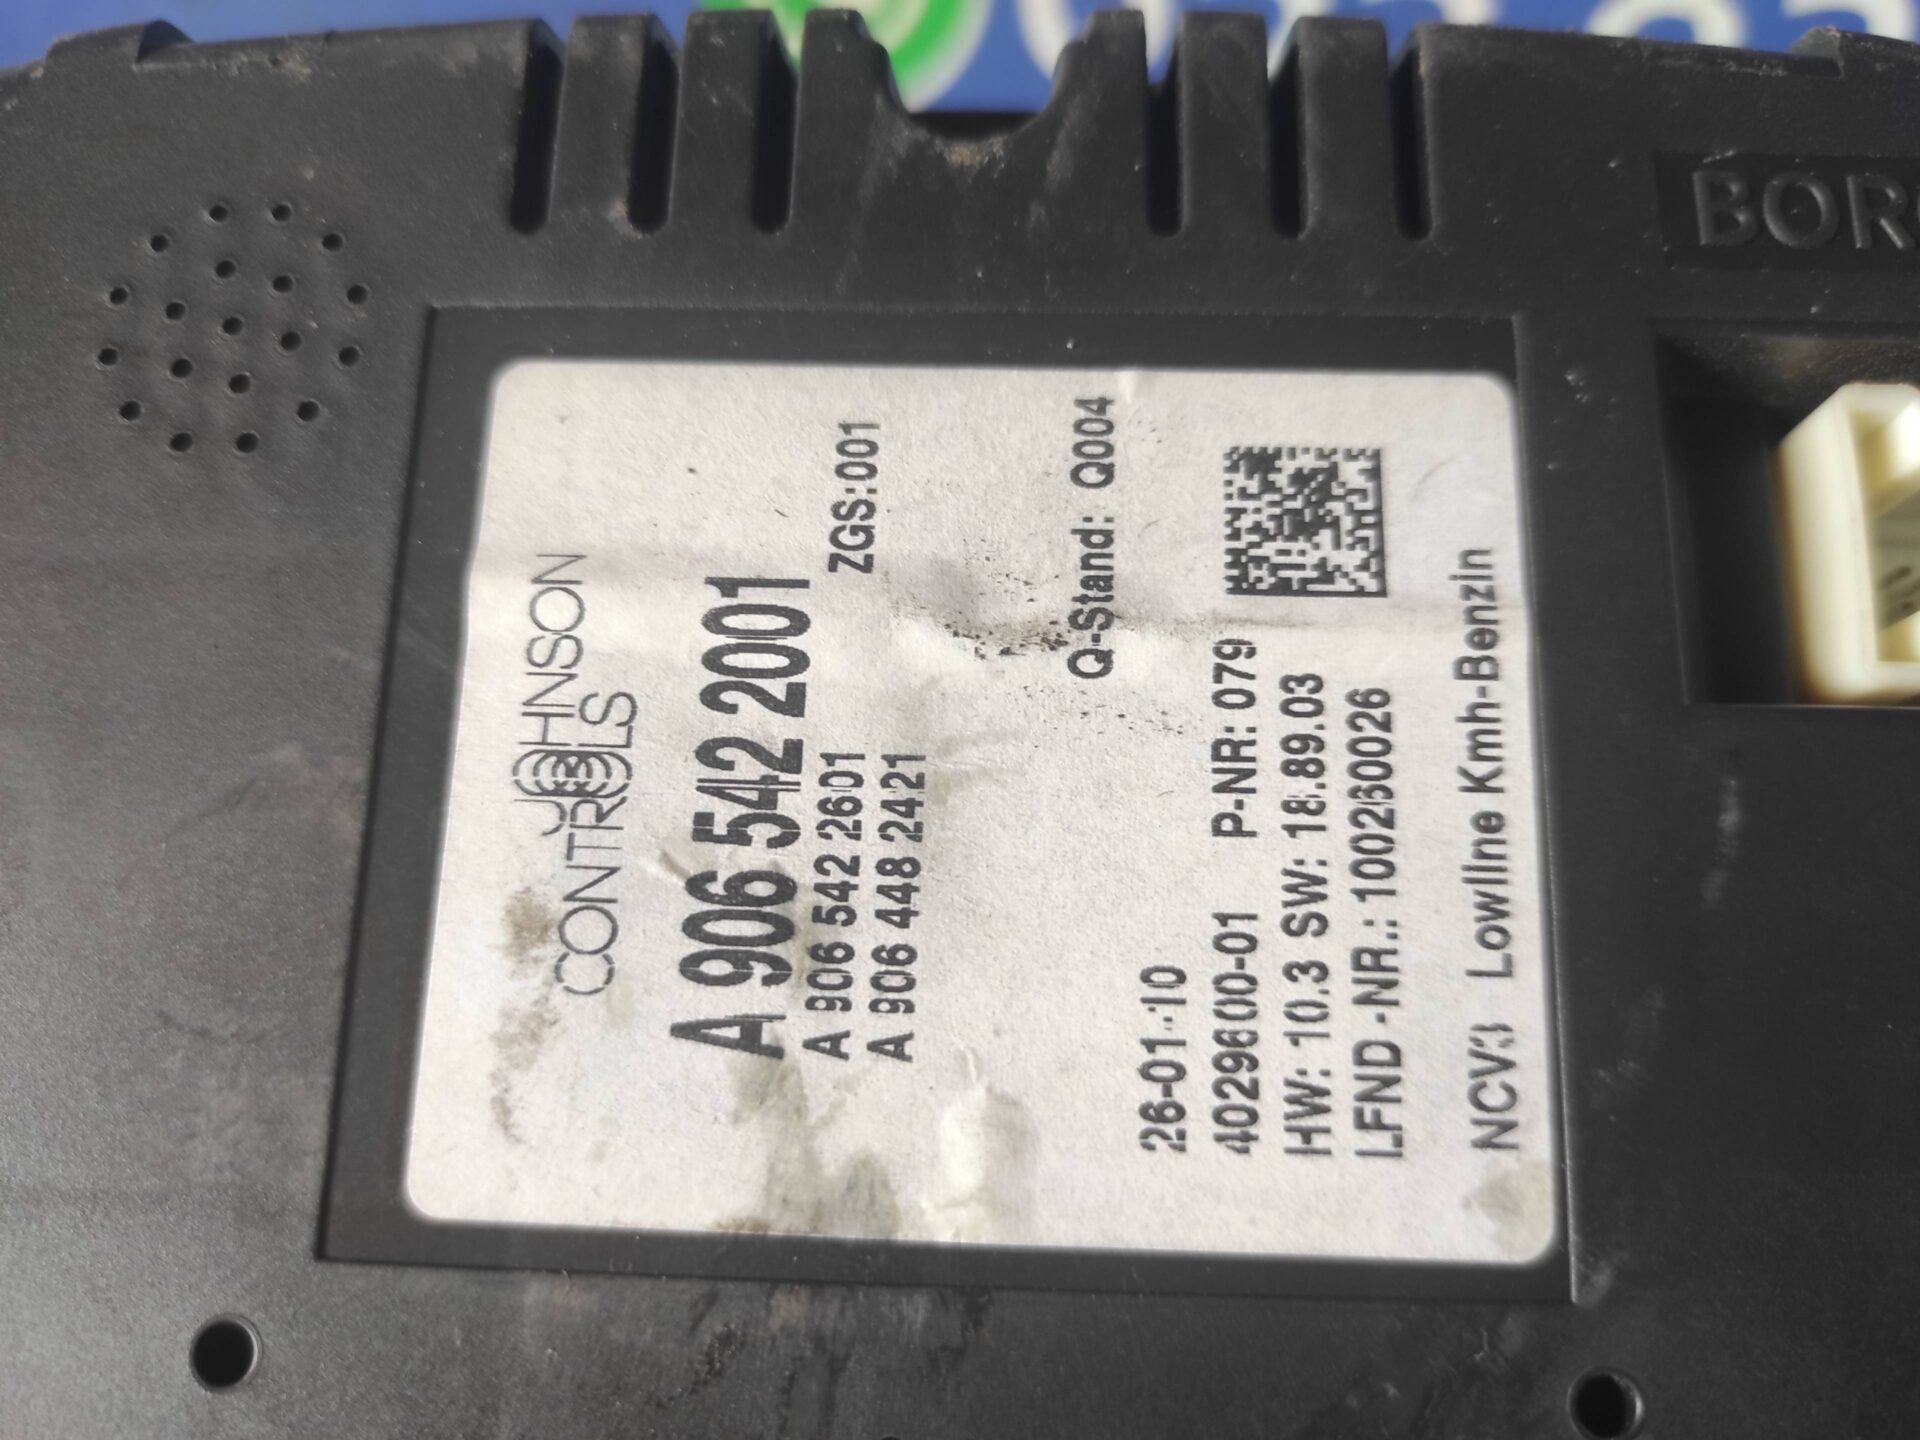 JOHNSON
CONTROLS
A 906 542 2001
A 906 542 2601 ZGS:001
A 906 448 2421
Q-Stand: Q004
26-01-10
4029600-01 P-NR: 079
HW: 10.3 SW: 18.89.03
LFND-NR.: 1002600026
NCV3 Lowline Kmh-Benzin